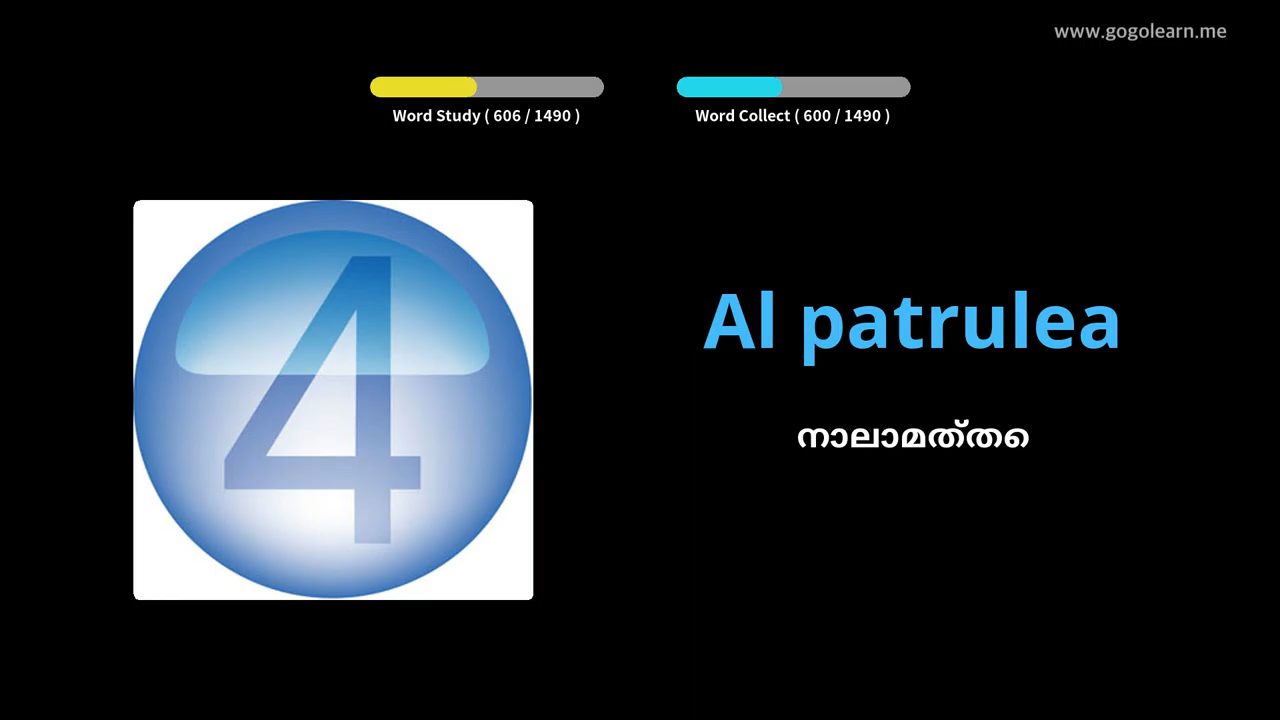 www.gogolearn.me
Word Study ( 606 / 1490 )
Word Collect ( 600 / 1490 )
4
Al patrulea
നാലാമത്തെ